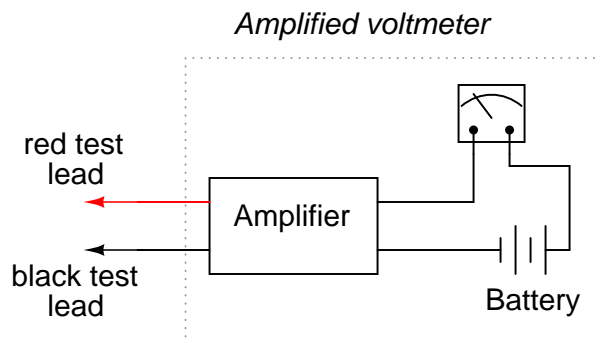 Amplified voltmeter
red test
lead
Amplifier
black test
lead
Battery